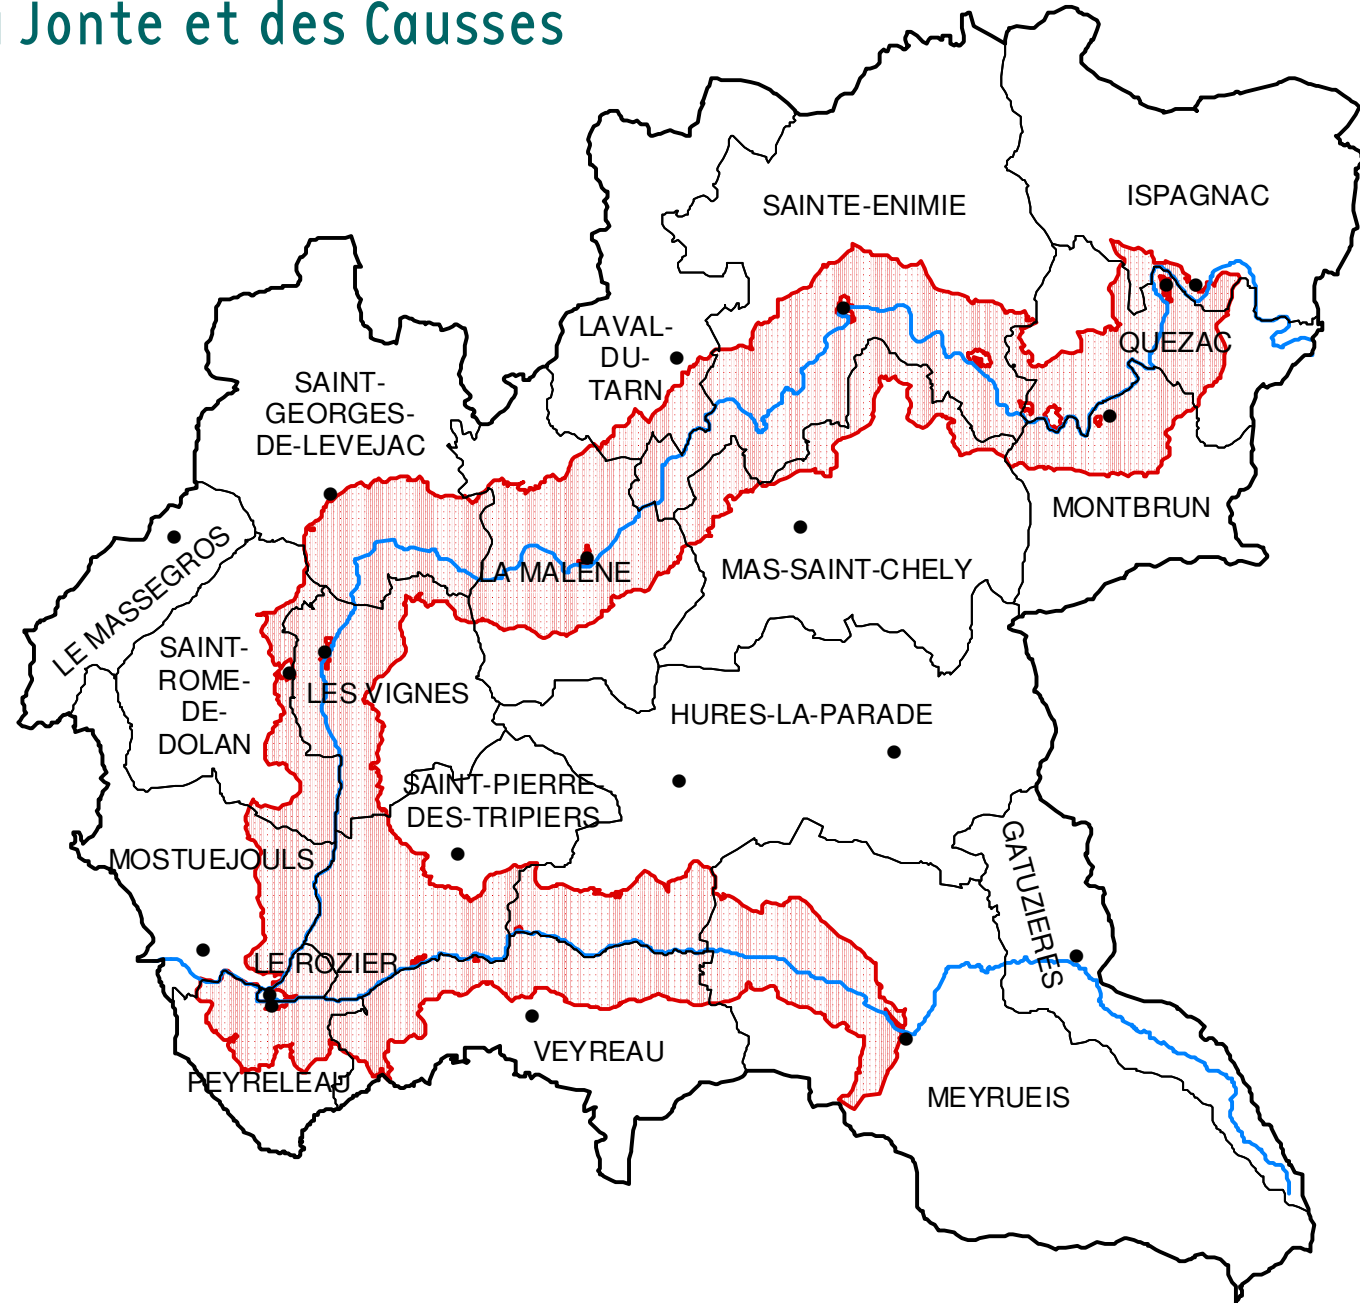 Jonte et des Causses
ISPAGNAC
SAINTE-ENIMIE
LAVAL-
DU-
TARN
QUEZAC
SAINT-
GEORGES-
DE-LEVEJAC
MONTBRUN
LE MASSEGROS
LA MALENE
MAS-SAINT-CHELY
SAINT-
ROME-
DE-
DOLAN
LES VIGNES
HURES-LA-PARADE
SAINT-PIERRE
DES-TRIPIERS
MOSTUEJOULS
GATUZIERES
LE ROZIER
VEYREAU
PEYRELEAU
MEYRUEIS